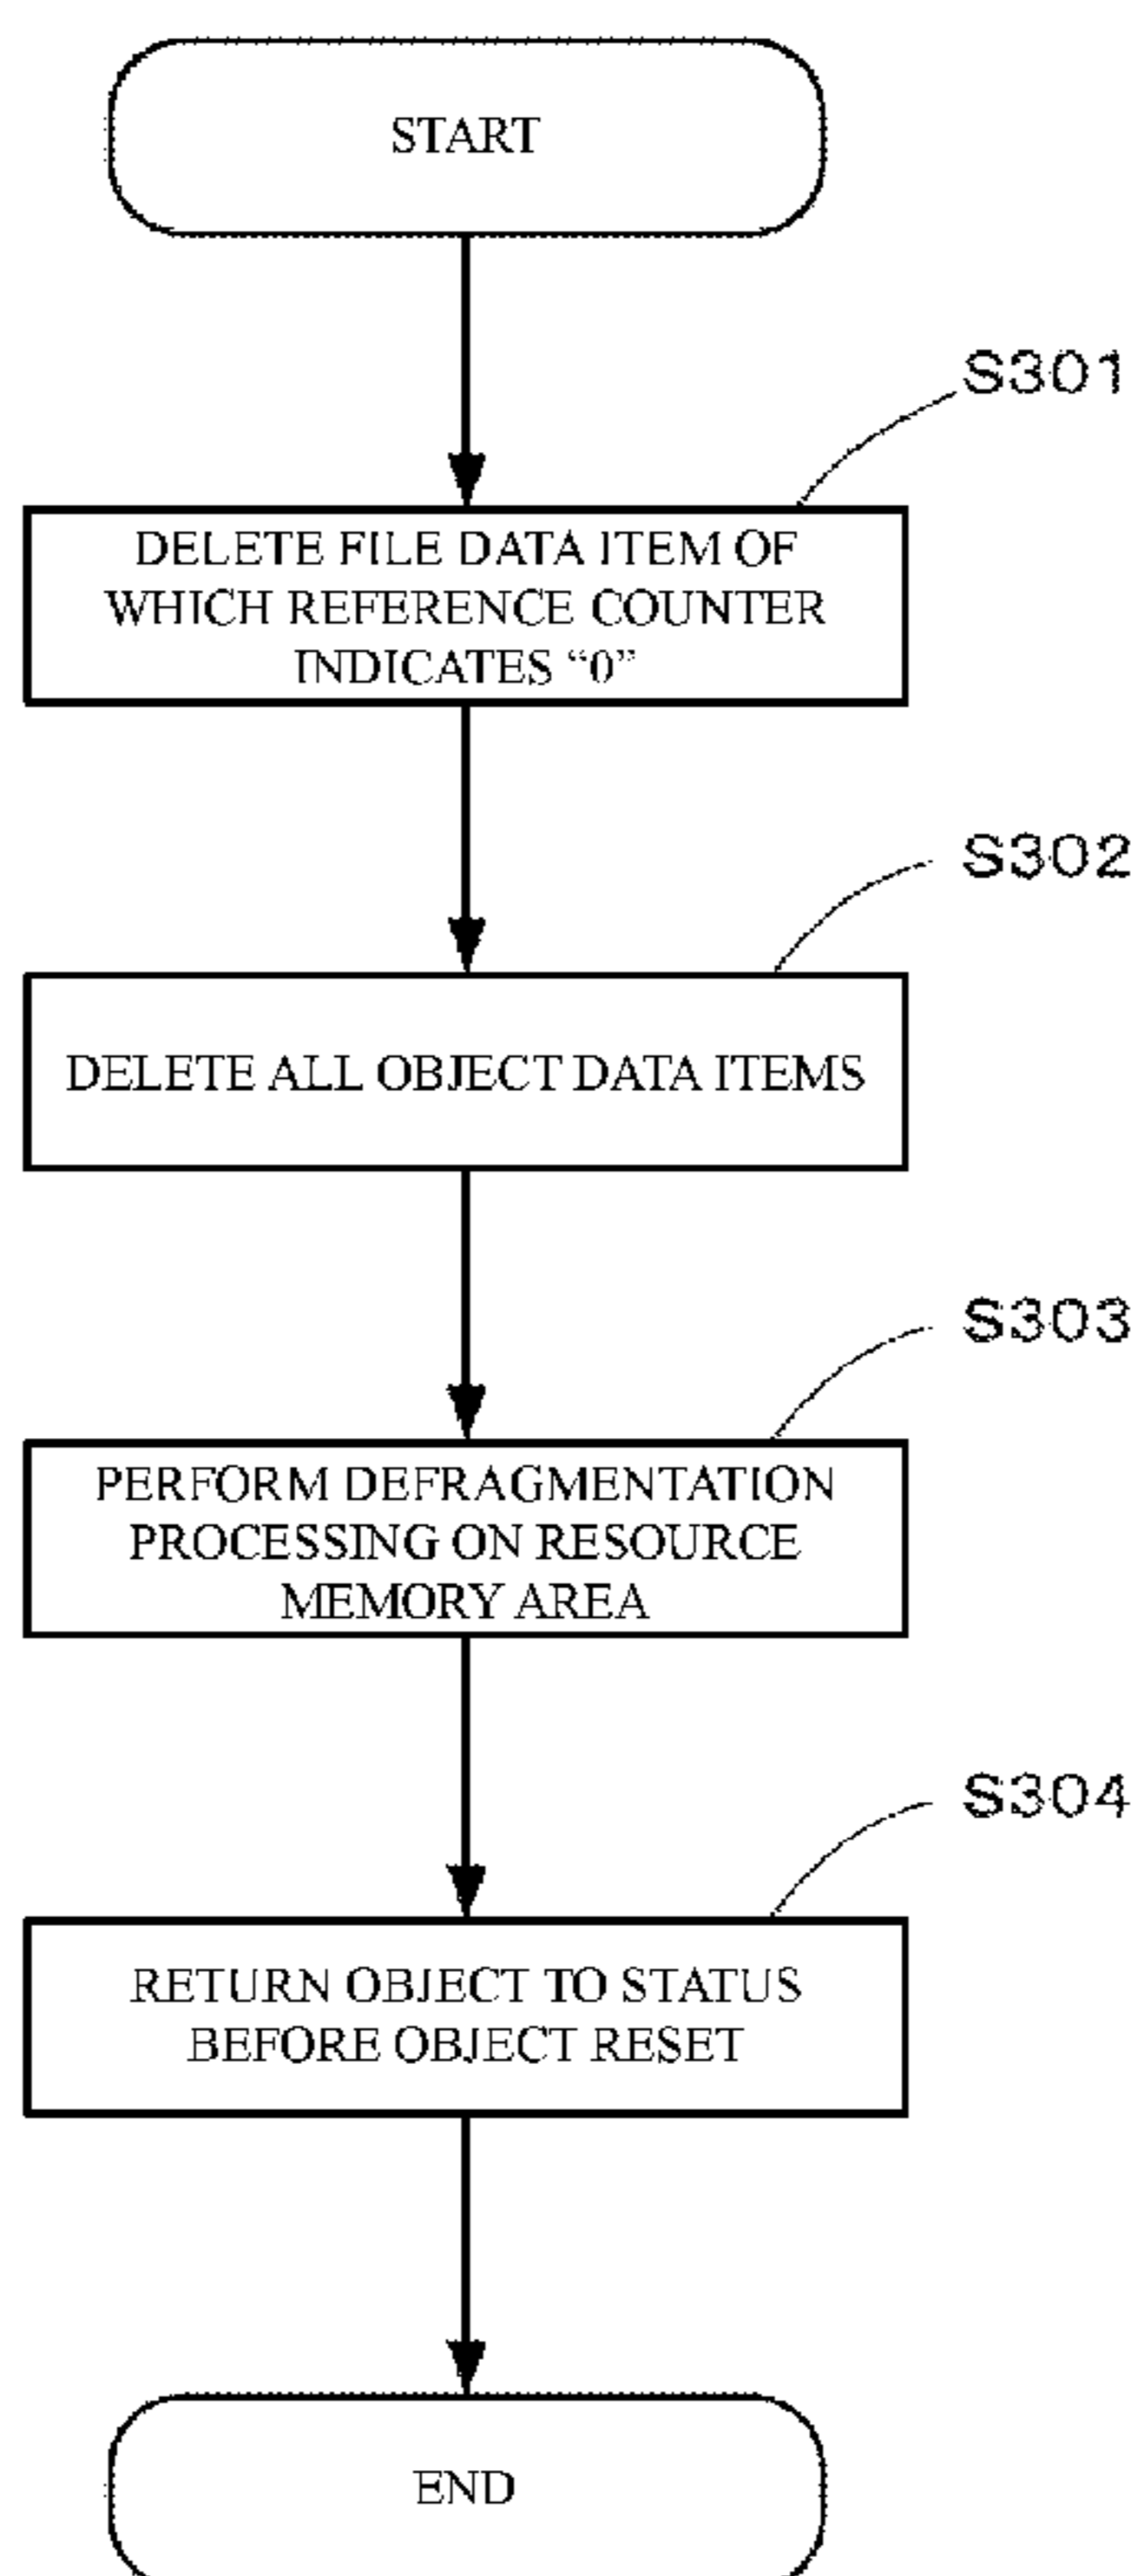 START
S301
DELETE FILE DATA ITEM OF
WHICH REFERENCE COUNTER
INDICATES “0”
S302
DELETE ALL OBJECT DATA ITEMS
S303
PERFORM DEFRAGMENTATION
PROCESSING ON RESOURCE
MEMORY AREA
S304
RETURN OBJECT TO STATUS
BEFORE OBJECT RESET
END